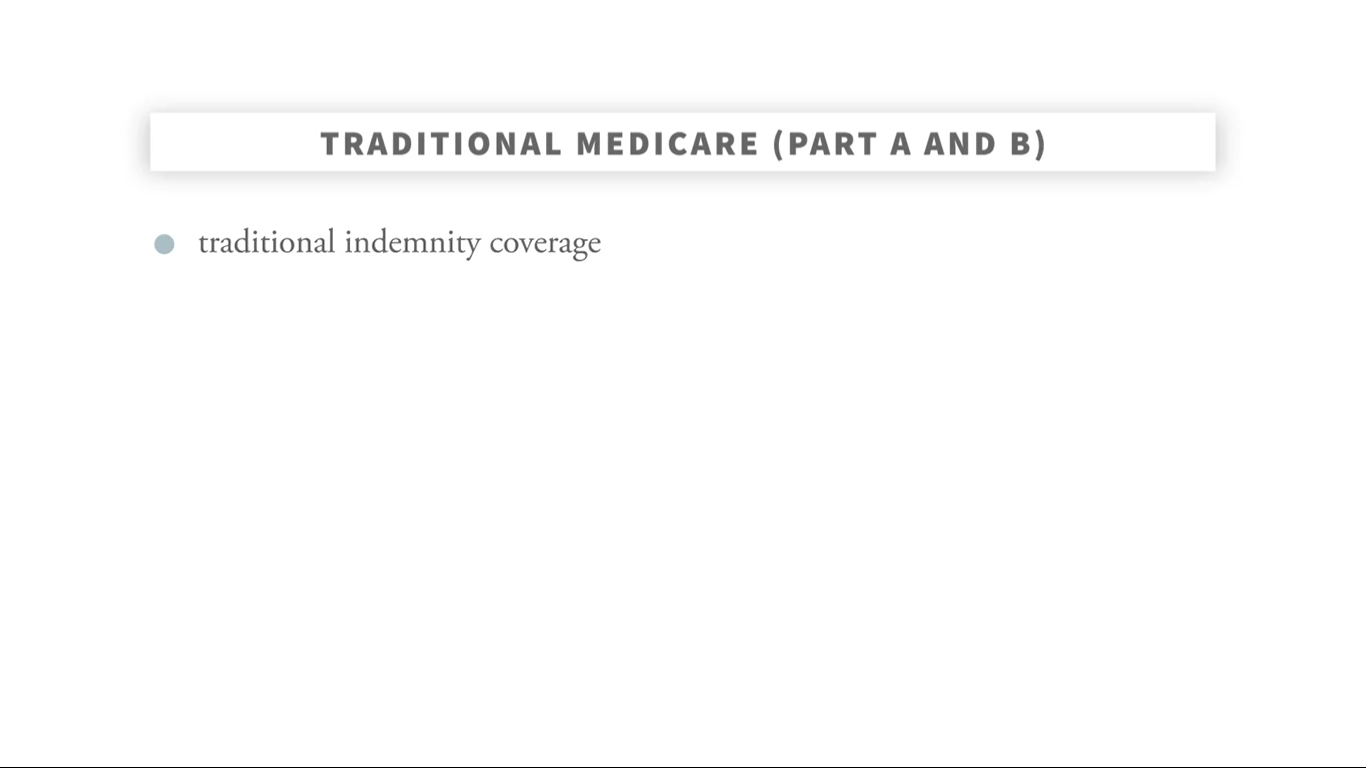 TRADITIONAL MEDICARE (PART A AND B)
traditional indemnity coverage